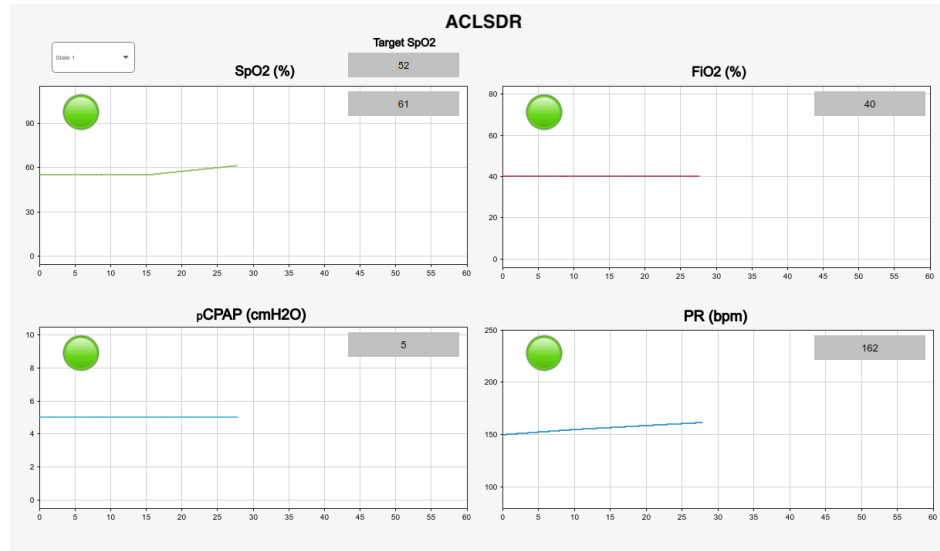 ACLSDR
State 1
Target SpO2
52
SpO2 (%)
61
90
60
30
0
0 5 10 15 20 25 30 35 40 45 50 55 60
FiO2 (%)
40
80
60
40
20
0
0 5 10 15 20 25 30 35 40 45 50 55 60
pCPAP (cmH2O)
5
10
8
6
4
2
0
0 5 10 15 20 25 30 35 40 45 50 55 60
PR (bpm)
162
250
200
150
100
0 5 10 15 20 25 30 35 40 45 50 55 60